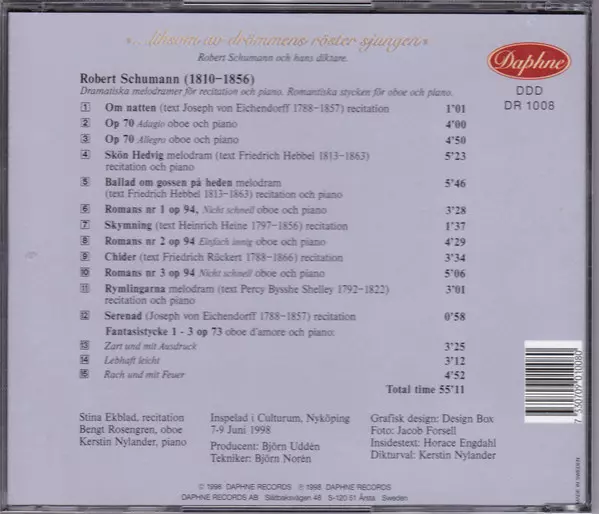 "...liksom av drömmens röster sjungen"
Robert Schumann och hans diktare.
Daphne
DDD
DR 1008
Robert Schumann (1810-1856)
Dramatiska melodramer för recitation och piano. Romantiska stycken för oboe och piano.
1 Om natten (text Joseph von Eichendorff 1788-1857) recitation 1'01
2 Op 70 Adagio oboe och piano 4'00
3 Op 70 Allegro oboe och piano 4'50
4 Skön Hedvig melodram (text Friedrich Hebbel 1813-1863) 5'23
recitation och piano
5 Ballad om gossen på heden melodram 5'46
(text Friedrich Hebbel 1813-1863) recitation och piano
6 Romans nr 1 op 94, Nicht schnell oboe och piano 3'28
7 Skymning (text Heinrich Heine 1797-1856) recitation 1'37
8 Romans nr 2 op 94 Einfach innig oboe och piano 4'29
9 Chider (text Friedrich Rückert 1788-1866) recitation 3'34
10 Romans nr 3 op 94 Nicht schnell oboe och piano 5'06
11 Rymlingarna melodram (text Percy Bysshe Shelley 1792-1822) 3'01
recitation och piano
12 Serenad (Joseph von Eichendorff 1788-1857) recitation 0'58
Fantasistycke 1 - 3 op 73 oboe d'amore och piano:
13 Zart und mit Ausdruck 3'25
14 Lebhaft leicht 3'12
15 Rach und mit Feuer 4'52
Total time 55'11
Stina Ekblad, recitation
Bengt Rosengren, oboe
Kerstin Nylander, piano
Inspelad i Culturum, Nyköping
7-9 Juni 1998
Producent: Björn Uddén
Tekniker: Björn Norén
Grafisk design: Design Box
Foto: Jacob Forsell
Insidestext: Horace Engdahl
Dikturval: Kerstin Nylander
7 330709 010080
MADE IN SWEDEN
© 1998 DAPHNE RECORDS ℗ 1998 DAPHNE RECORDS
DAPHNE RECORDS AB Slätbaksvägen 46 S-120 51 Årsta Sweden